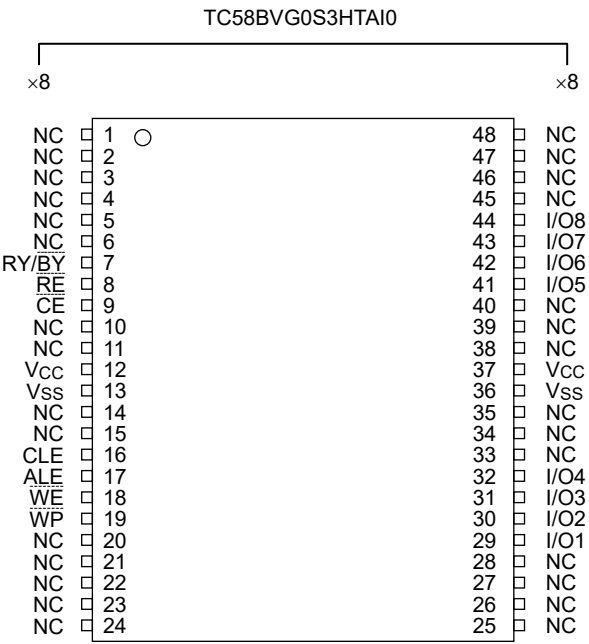 TC58BVG0S3HTAI0
×8 ×8
NC 1 48 NC
NC 2 47 NC
NC 3 46 NC
NC 4 45 NC
NC 5 44 I/O8
NC 6 43 I/O7
RY/B̅Y̅ 7 42 I/O6
R̅E̅ 8 41 I/O5
C̅E̅ 9 40 NC
NC 10 39 NC
NC 11 38 NC
VCC 12 37 VCC
VSS 13 36 VSS
NC 14 35 NC
NC 15 34 NC
CLE 16 33 NC
ALE 17 32 I/O4
W̅E̅ 18 31 I/O3
W̅P̅ 19 30 I/O2
NC 20 29 I/O1
NC 21 28 NC
NC 22 27 NC
NC 23 26 NC
NC 24 25 NC